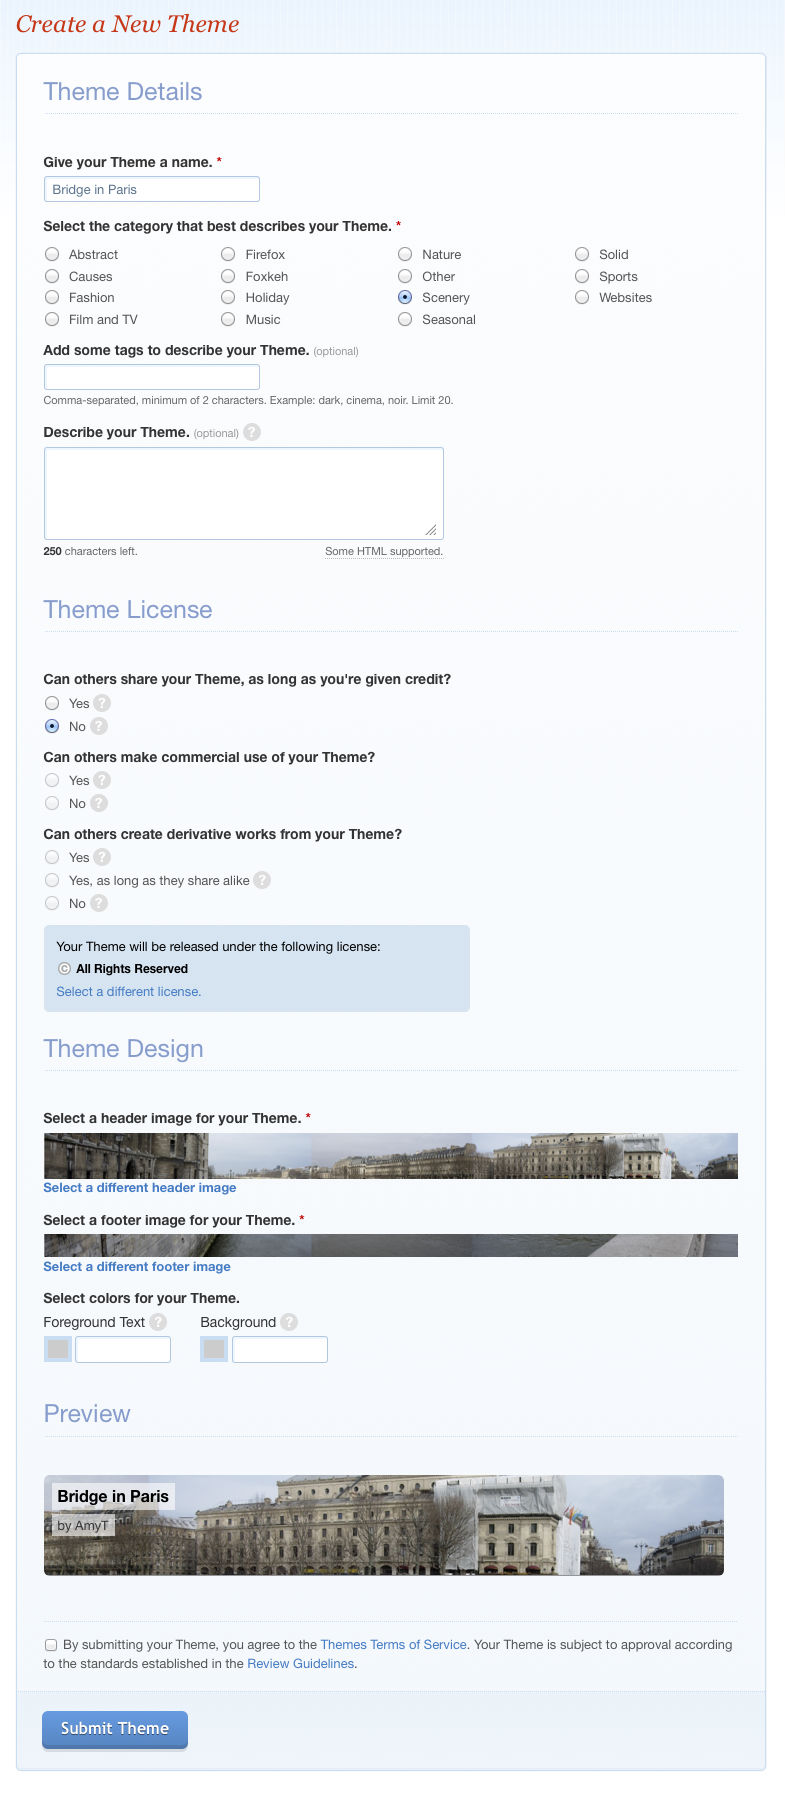 Create a New Theme
Theme Details
Give your Theme a name. *
Bridge in Paris
Select the category that best describes your Theme. *
Abstract Firefox Nature Solid
Causes Foxkeh Other Sports
Fashion Holiday Scenery Websites
Film and TV Music Seasonal
Add some tags to describe your Theme. (optional)
Comma-separated, minimum of 2 characters. Example: dark, cinema, noir. Limit 20.
Describe your Theme. (optional) ?
250 characters left. Some HTML supported.
Theme License
Can others share your Theme, as long as you're given credit?
Yes ?
No ?
Can others make commercial use of your Theme?
Yes ?
No ?
Can others create derivative works from your Theme?
Yes ?
Yes, as long as they share alike ?
No ?
Your Theme will be released under the following license:
© All Rights Reserved
Select a different license.
Theme Design
Select a header image for your Theme. *
Select a different header image
Select a footer image for your Theme. *
Select a different footer image
Select colors for your Theme.
Foreground Text ? Background ?
Preview
Bridge in Paris
by AmyT
By submitting your Theme, you agree to the Themes Terms of Service. Your Theme is subject to approval according
to the standards established in the Review Guidelines.
Submit Theme